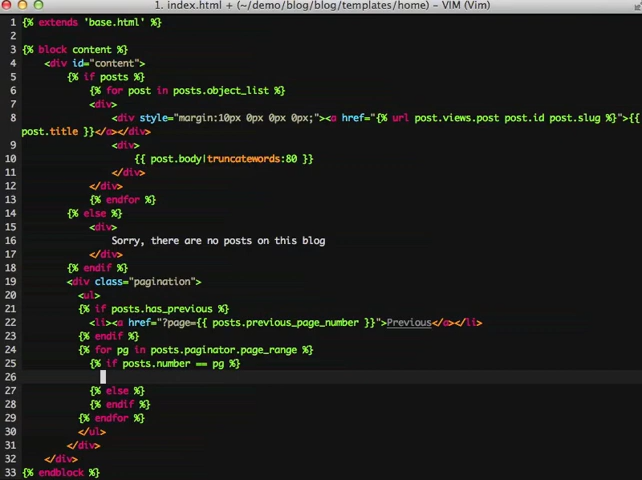 1. index.html + (~/demo/blog/blog/templates/home) - VIM (Vim)
1 {% extends 'base.html' %}
2
3 {% block content %}
4 <div id="content">
5 {% if posts %}
6 {% for post in posts.object_list %}
7 <div>
8 <div style="margin:10px 0px 0px 0px;"><a href="{% url post.views.post post.id post.slug %}">{{
post.title }}</a></div>
9 <div>
10 {{ post.body|truncatewords:80 }}
11 </div>
12 </div>
13 {% endfor %}
14 {% else %}
15 <div>
16 Sorry, there are no posts on this blog
17 </div>
18 {% endif %}
19 <div class="pagination">
20 <ul>
21 {% if posts.has_previous %}
22 <li><a href="?page={{ posts.previous_page_number }}">Previous</a></li>
23 {% endif %}
24 {% for pg in posts.paginator.page_range %}
25 {% if posts.number == pg %}
26
27 {% else %}
28 {% endif %}
29 {% endfor %}
30 </ul>
31 </div>
32 </div>
33 {% endblock %}